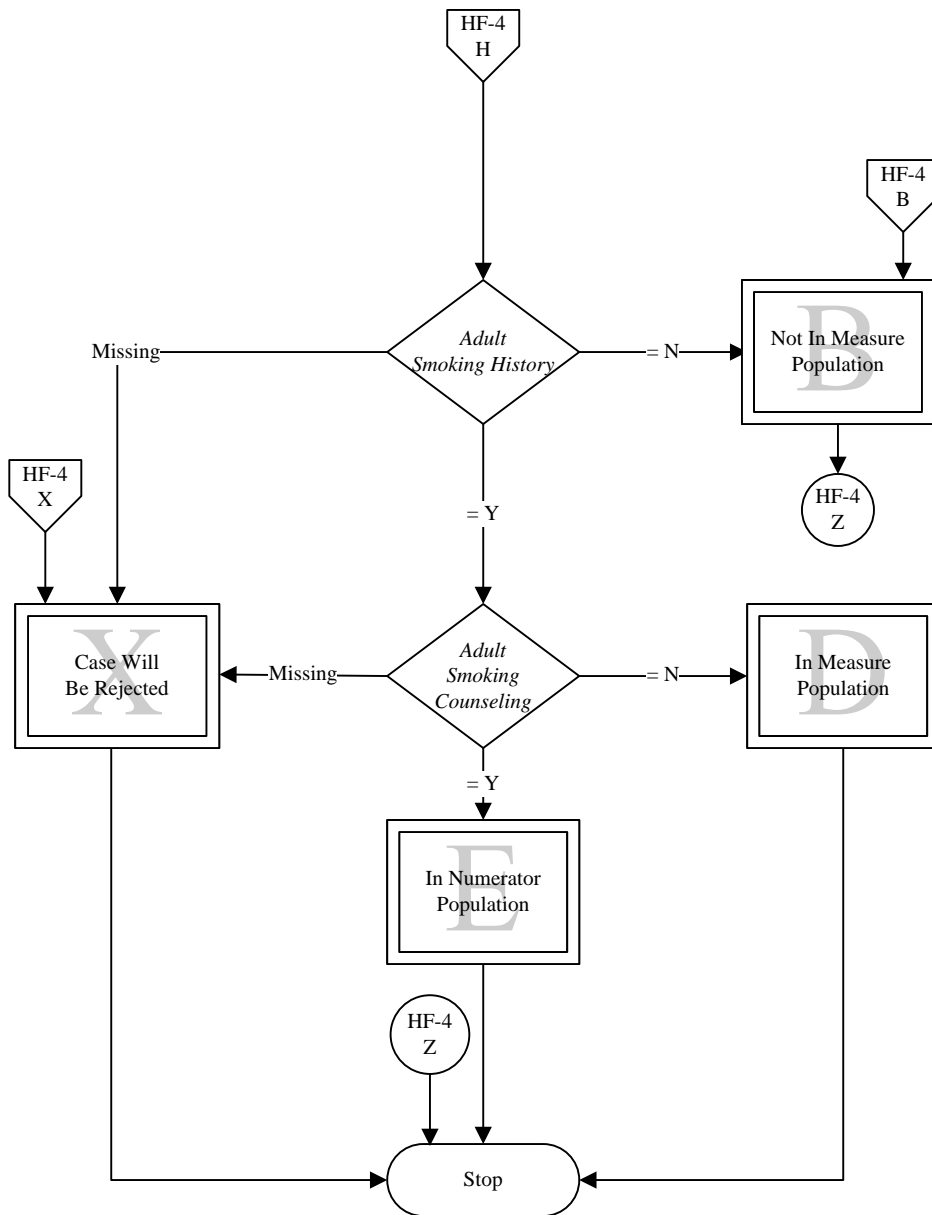 HF-4
H
HF-4
B
Adult
Smoking History
Missing
= N
B
Not In Measure
Population
HF-4
X
= Y
HF-4
Z
X
Case Will
Be Rejected
Missing
Adult
Smoking
Counseling
= N
D
In Measure
Population
= Y
E
In Numerator
Population
HF-4
Z
Stop